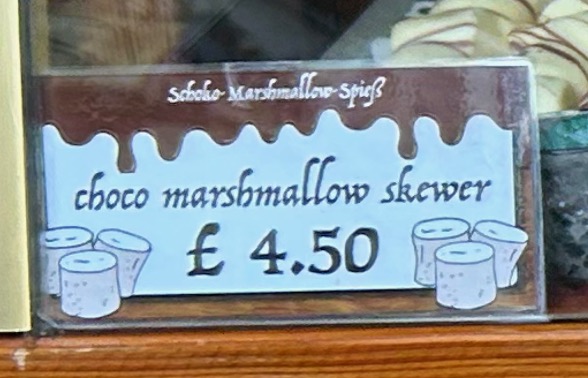 Schoko-Marshmallow-Spieß
choco marshmallow skewer
£ 4.50